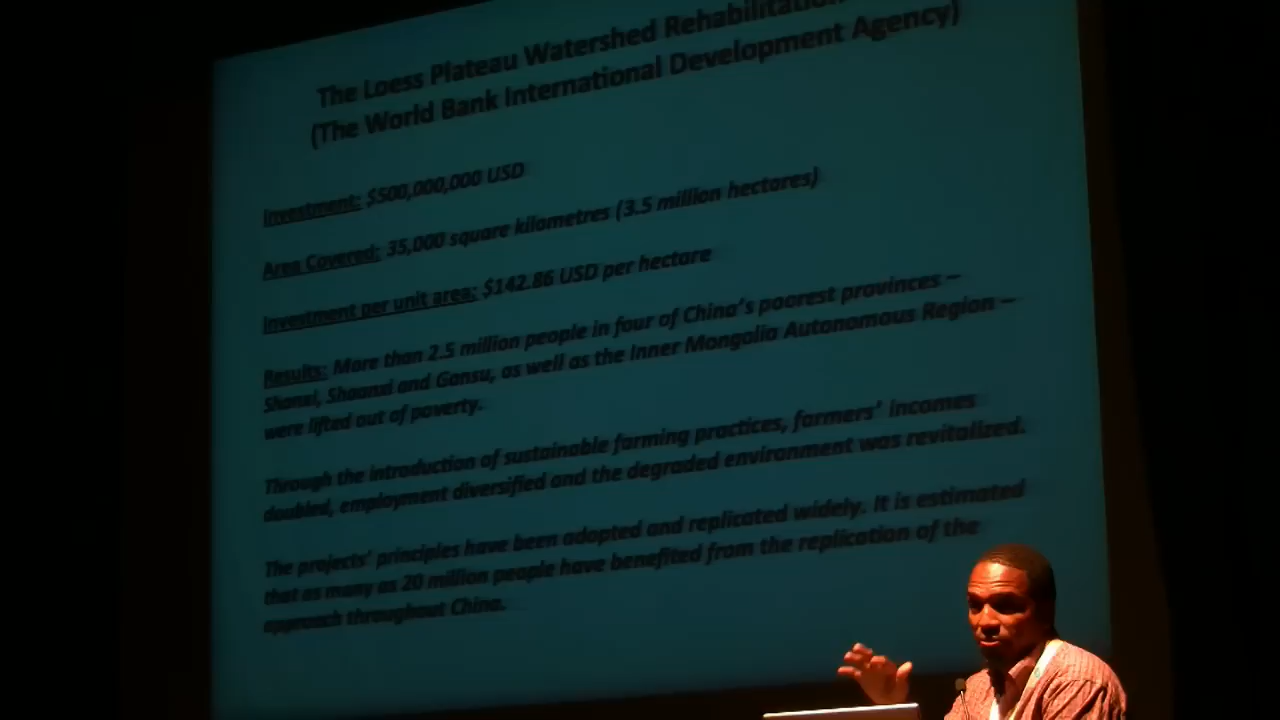 The Loess Plateau Watershed Rehabilitation
(The World Bank International Development Agency)
Investment: $500,000,000 USD
Area Covered: 35,000 square kilometres (3.5 million hectares)
Investment per unit area: $142.86 USD per hectare
Results: More than 2.5 million people in four of China's poorest provinces –
Shanxi, Shaanxi and Gansu, as well as the Inner Mongolia Autonomous Region –
were lifted out of poverty.
Through the introduction of sustainable farming practices, farmers' incomes
doubled, employment diversified and the degraded environment was revitalized.
The projects' principles have been adopted and replicated widely. It is estimated
that as many as 20 million people have benefited from the replication of the
approach throughout China.